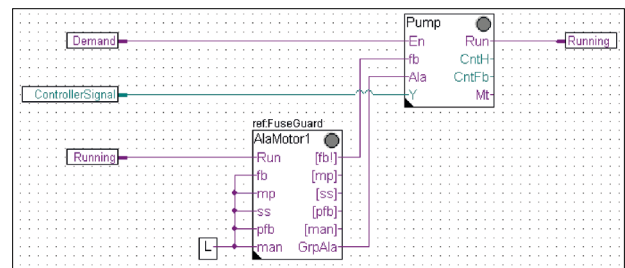 Pump
Demand
En Run
Running
fb CntH
Ala CntFb
ControllerSignal
Y Mt
ref:FuseGuard
AlaMotor1
Running
Run [fb!]
fb [mp]
mp [ss]
ss [pfb]
pfb [man]
L
man GrpAla